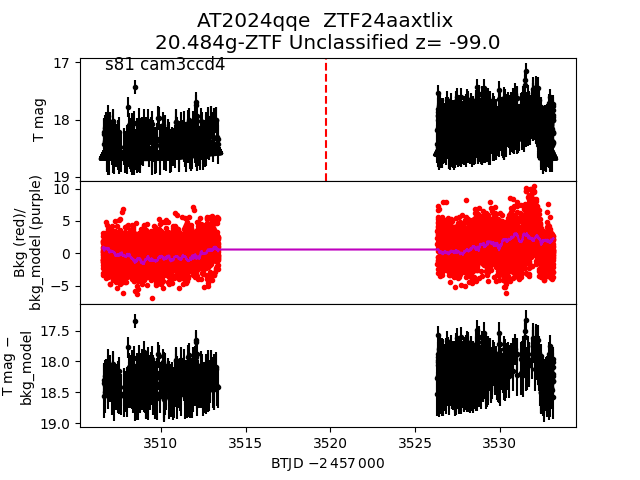 AT2024qqe  ZTF24aaxtlix
20.484g-ZTF Unclassified z= -99.0
s81 cam3ccd4
T mag
17
18
19
Bkg (red)/
bkg_model (purple)
10
5
0
−5
T mag −
bkg_model
17.5
18.0
18.5
19.0
3510
3515
3520
3525
3530
BTJD −2 457 000